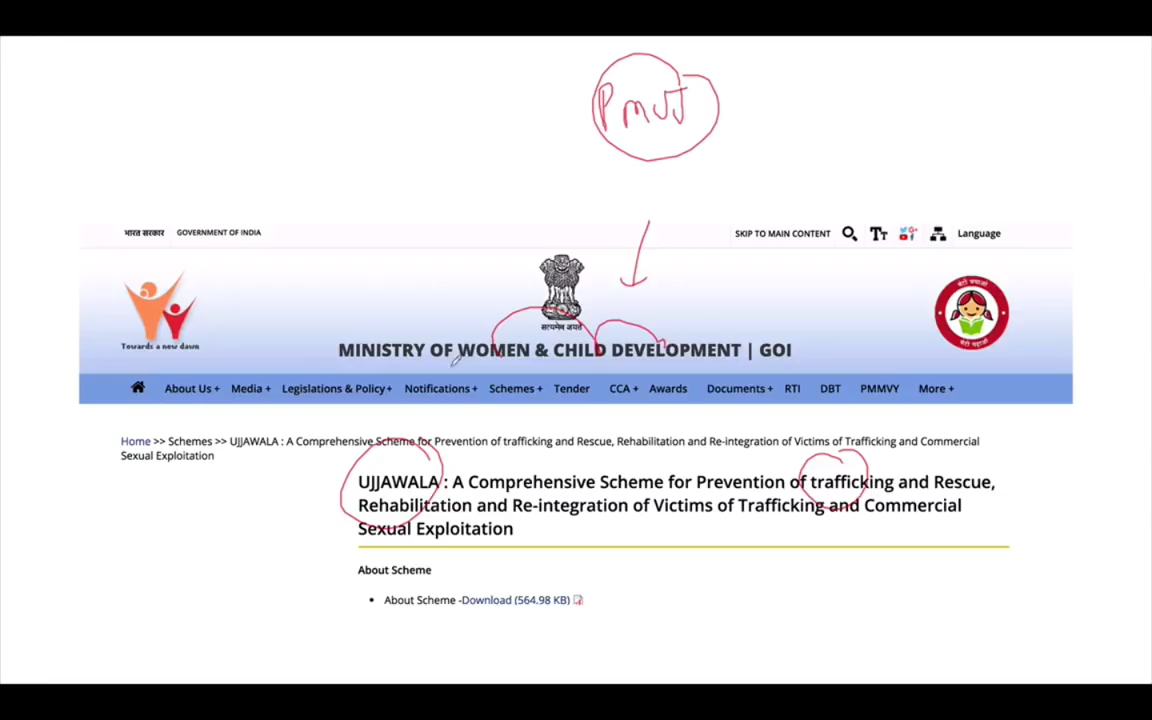 भारत सरकार GOVERNMENT OF INDIA SKIP TO MAIN CONTENT Language
सत्यमेव जयते
Towards a new dawn
MINISTRY OF WOMEN & CHILD DEVELOPMENT | GOI
About Us + Media + Legislations & Policy+ Notifications + Schemes + Tender CCA + Awards Documents + RTI DBT PMMVY More +
Home >> Schemes >> UJJAWALA : A Comprehensive Scheme for Prevention of trafficking and Rescue, Rehabilitation and Re-integration of Victims of Trafficking and Commercial
Sexual Exploitation
UJJAWALA : A Comprehensive Scheme for Prevention of trafficking and Rescue,
Rehabilitation and Re-integration of Victims of Trafficking and Commercial
Sexual Exploitation
About Scheme
• About Scheme -Download (564.98 KB)